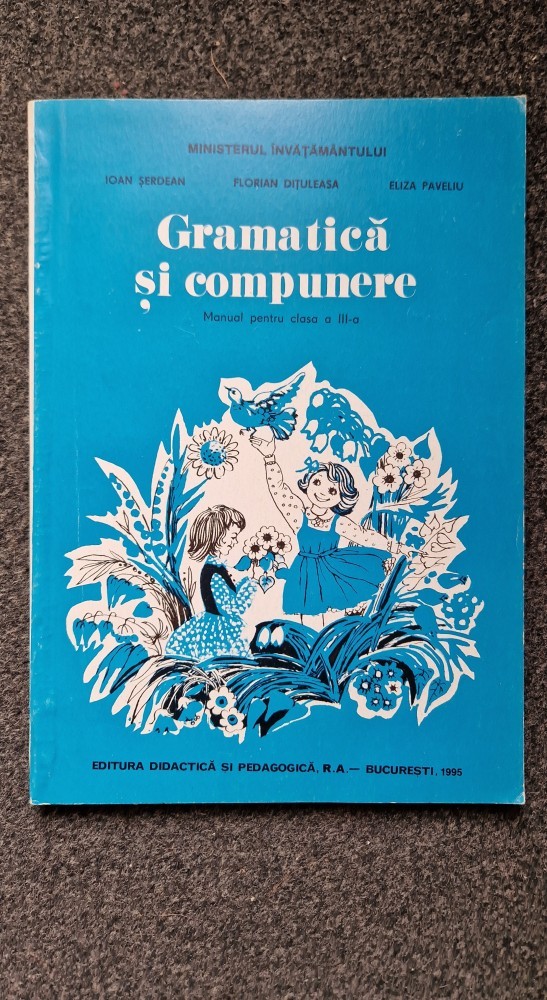 MINISTERUL ÎNVĂȚĂMÂNTULUI
IOAN ȘERDEAN FLORIAN DIȚULEASA ELIZA PAVELIU
Gramatică
și compunere
Manual pentru clasa a III-a
EDITURA DIDACTICĂ ȘI PEDAGOGICĂ, R.A.— BUCUREȘTI, 1995